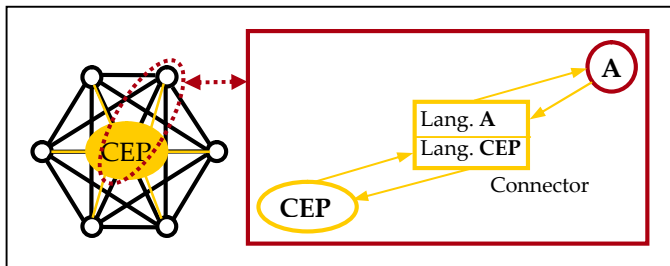 CEP
A
Lang. A
Lang. CEP
Connector
CEP